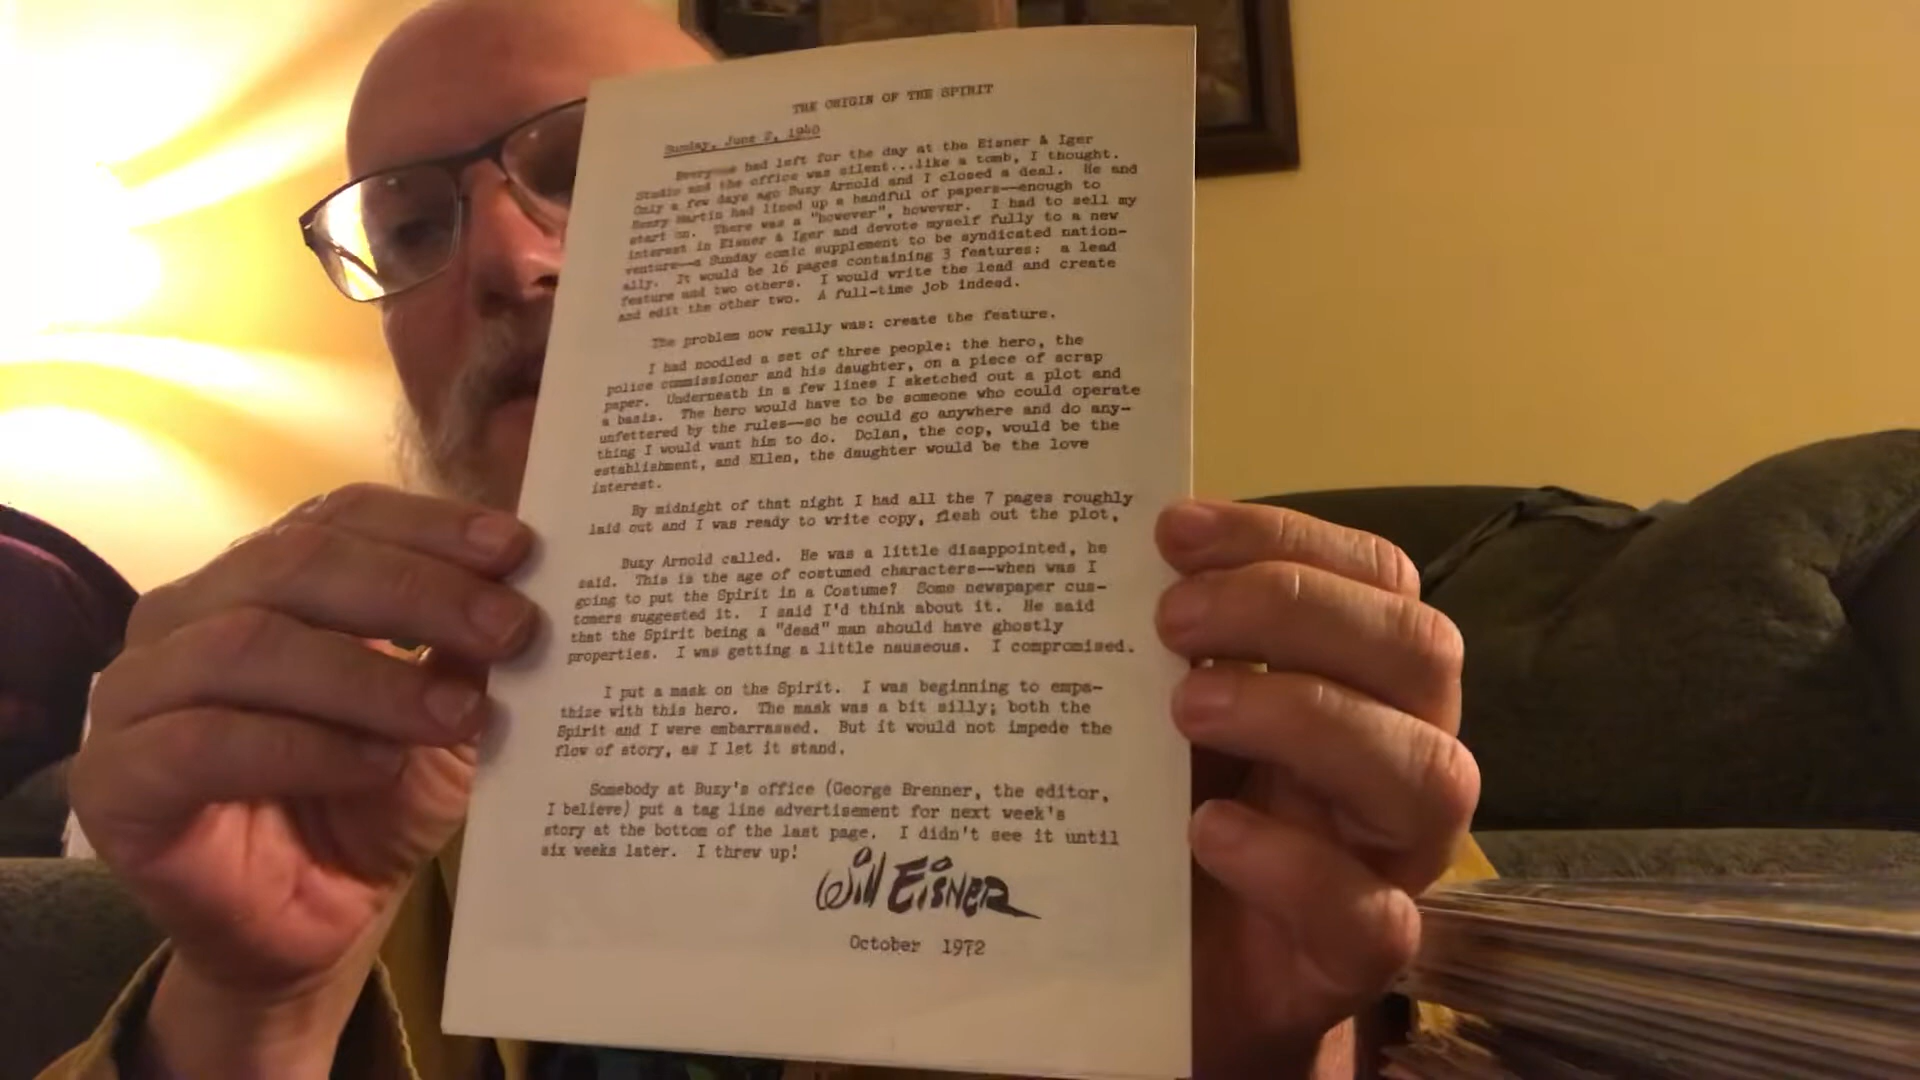 THE ORIGIN OF THE SPIRIT
Sunday, June 2, 1940
Everyone had left for the day at the Eisner & Iger
Studio and the office was silent...like a tomb, I thought.
Only a few days ago Buzy Arnold and I closed a deal. He and
Henry Martin had lined up a handful of papers--enough to
start on. There was a "however", however. I had to sell my
interest in Eisner & Iger and devote myself fully to a new
venture--a Sunday comic supplement to be syndicated nation-
ally. It would be 16 pages containing 3 features: a lead
feature and two others. I would write the lead and create
and edit the other two. A full-time job indeed.
The problem now really was: create the feature.
I had noodled a set of three people: the hero, the
police commissioner and his daughter, on a piece of scrap
paper. Underneath in a few lines I sketched out a plot and
a basis. The hero would have to be someone who could operate
unfettered by the rules--so he could go anywhere and do any-
thing I would want him to do. Dolan, the cop, would be the
establishment, and Ellen, the daughter would be the love
interest.
By midnight of that night I had all the 7 pages roughly
laid out and I was ready to write copy, flesh out the plot,
Buzy Arnold called. He was a little disappointed, he
said. This is the age of costumed characters--when was I
going to put the Spirit in a Costume? Some newspaper cus-
tomers suggested it. I said I'd think about it. He said
that the Spirit being a "dead" man should have ghostly
properties. I was getting a little nauseous. I compromised.
I put a mask on the Spirit. I was beginning to empa-
thize with this hero. The mask was a bit silly; both the
Spirit and I were embarrassed. But it would not impede the
flow of story, as I let it stand.
Somebody at Buzy's office (George Brenner, the editor,
I believe) put a tag line advertisement for next week's
story at the bottom of the last page. I didn't see it until
six weeks later. I threw up!
Will Eisner
October 1972